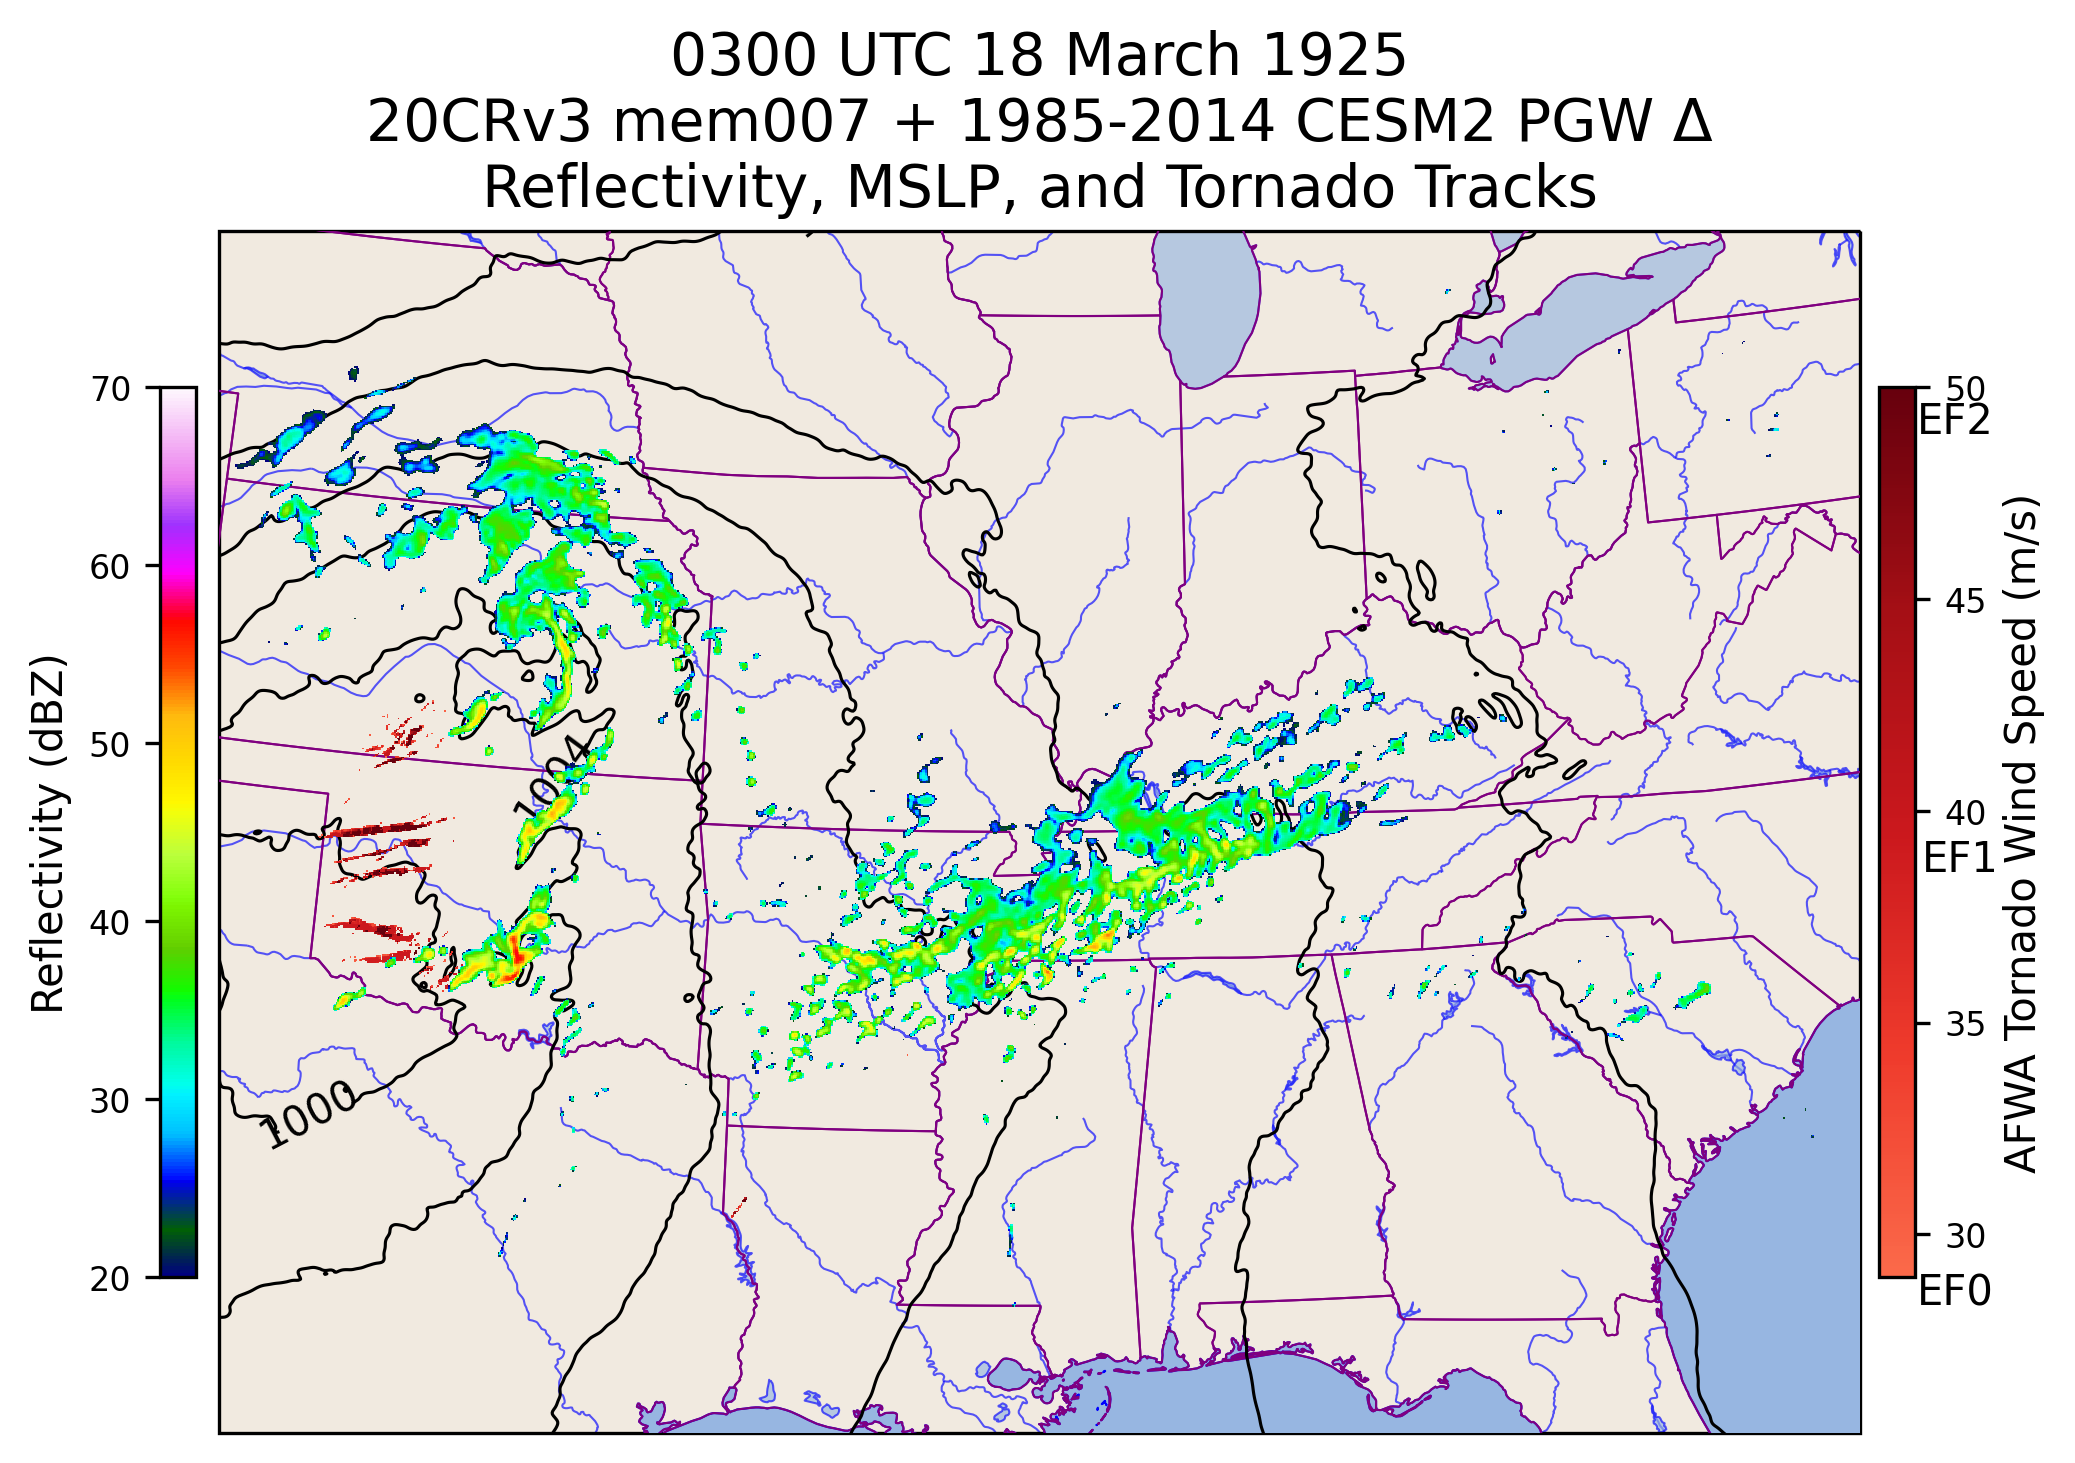 0300 UTC 18 March 1925
20CRv3 mem007 + 1985-2014 CESM2 PGW Δ
Reflectivity, MSLP, and Tornado Tracks
70
60
50
40
30
20
Reflectivity (dBZ)
1004
1000
50
EF2
45
40
EF1
35
30
EF0
AFWA Tornado Wind Speed (m/s)